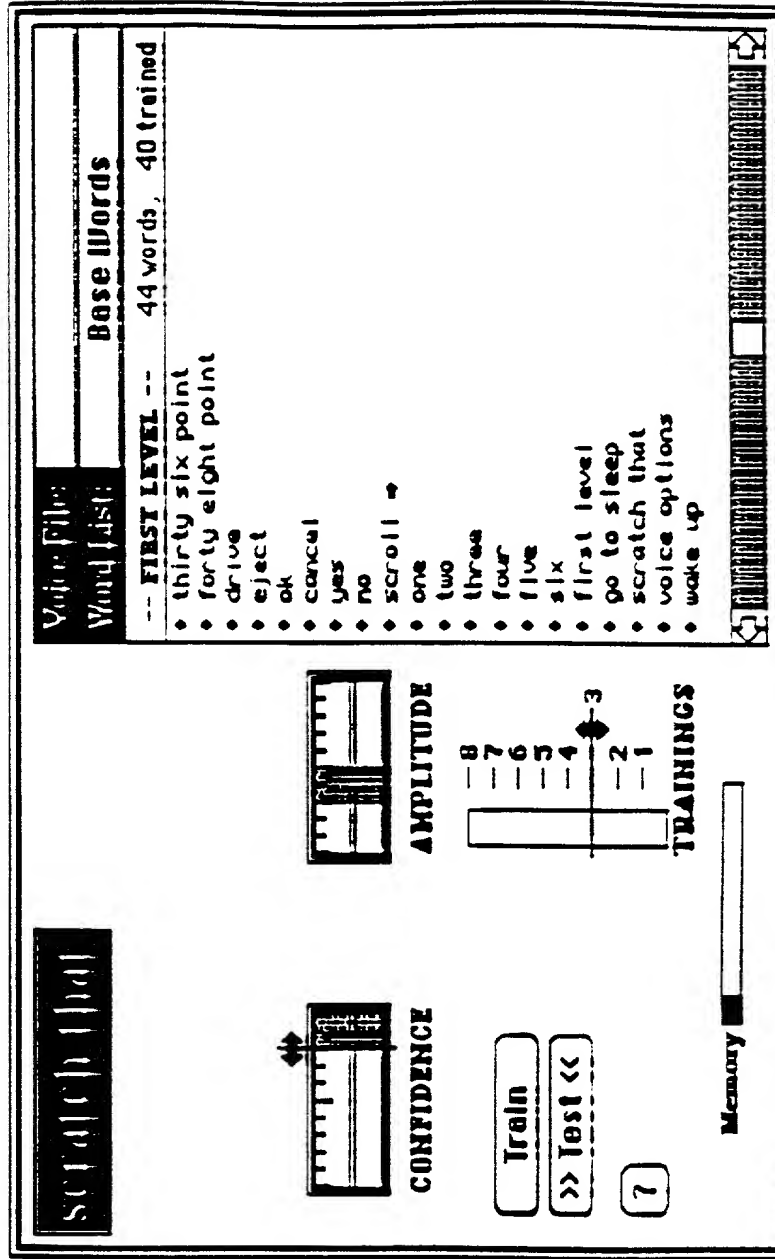 scratch that
CONFIDENCE
AMPLITUDE
Train
>> Test <<
?
8
7
6
5
4
3
2
1
TRAININGS
Memory
Voice File:
Word List: Base Words
-- FIRST LEVEL -- 44 words, 40 trained
♦ thirty six point
♦ forty eight point
♦ drive
♦ eject
♦ ok
♦ cancel
♦ yes
♦ no
♦ scroll ➔
♦ one
♦ two
♦ three
♦ four
♦ five
♦ six
♦ first level
♦ go to sleep
♦ scratch that
♦ voice options
♦ wake up